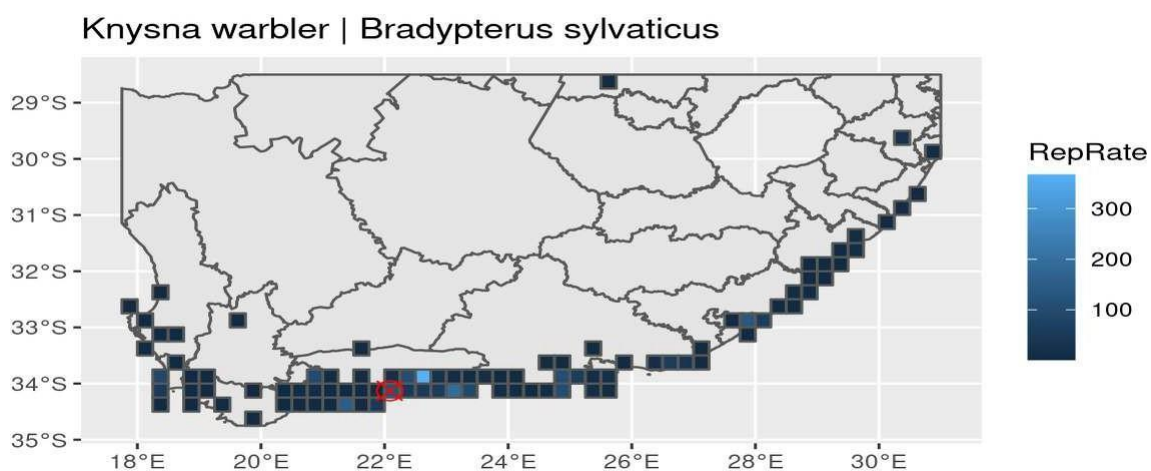 Knysna warbler | Bradypterus sylvaticus
29°S
30°S
31°S
32°S
33°S
34°S
35°S
18°E 20°E 22°E 24°E 26°E 28°E 30°E
RepRate
300
200
100